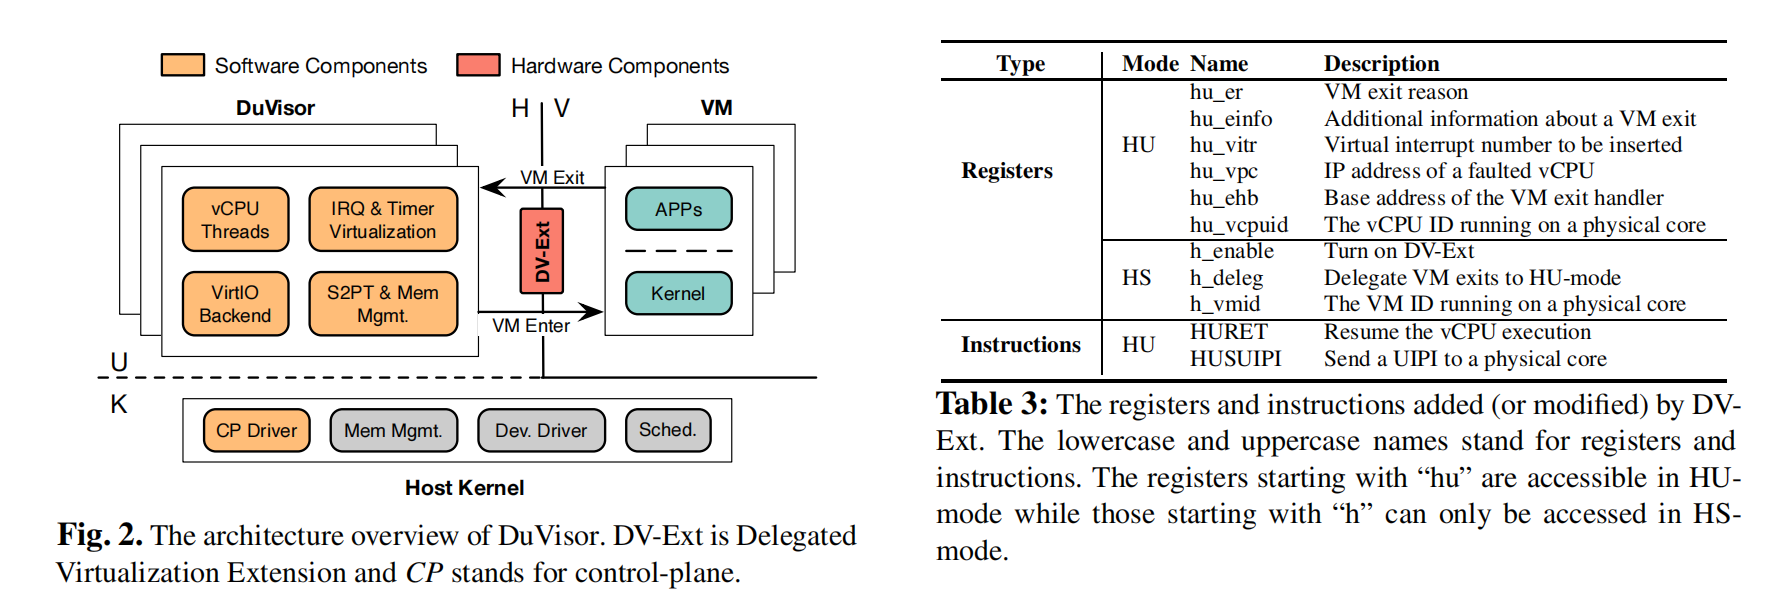 Software Components
Hardware Components
DuVisor
H
V
VM
VM Exit
vCPU
Threads
IRQ & Timer
Virtualization
APPs
DV-Ext
VirtIO
Backend
S2PT & Mem
Mgmt.
Kernel
VM Enter
U
K
CP Driver
Mem Mgmt.
Dev. Driver
Sched.
Host Kernel
Fig. 2. The architecture overview of DuVisor. DV-Ext is Delegated
Virtualization Extension and CP stands for control-plane.
Type Mode Name Description
hu_er VM exit reason
hu_einfo Additional information about a VM exit
HU hu_vitr Virtual interrupt number to be inserted
Registers hu_vpc IP address of a faulted vCPU
hu_ehb Base address of the VM exit handler
hu_vcpuid The vCPU ID running on a physical core
h_enable Turn on DV-Ext
HS h_deleg Delegate VM exits to HU-mode
h_vmid The VM ID running on a physical core
Instructions HU HURET Resume the vCPU execution
HUSUIPI Send a UIPI to a physical core
Table 3: The registers and instructions added (or modified) by DV-
Ext. The lowercase and uppercase names stand for registers and
instructions. The registers starting with “hu” are accessible in HU-
mode while those starting with “h” can only be accessed in HS-
mode.